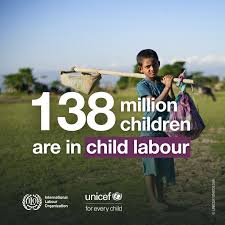 138 million
children
are in child labour
International
Labour
Organization
unicef
for every child